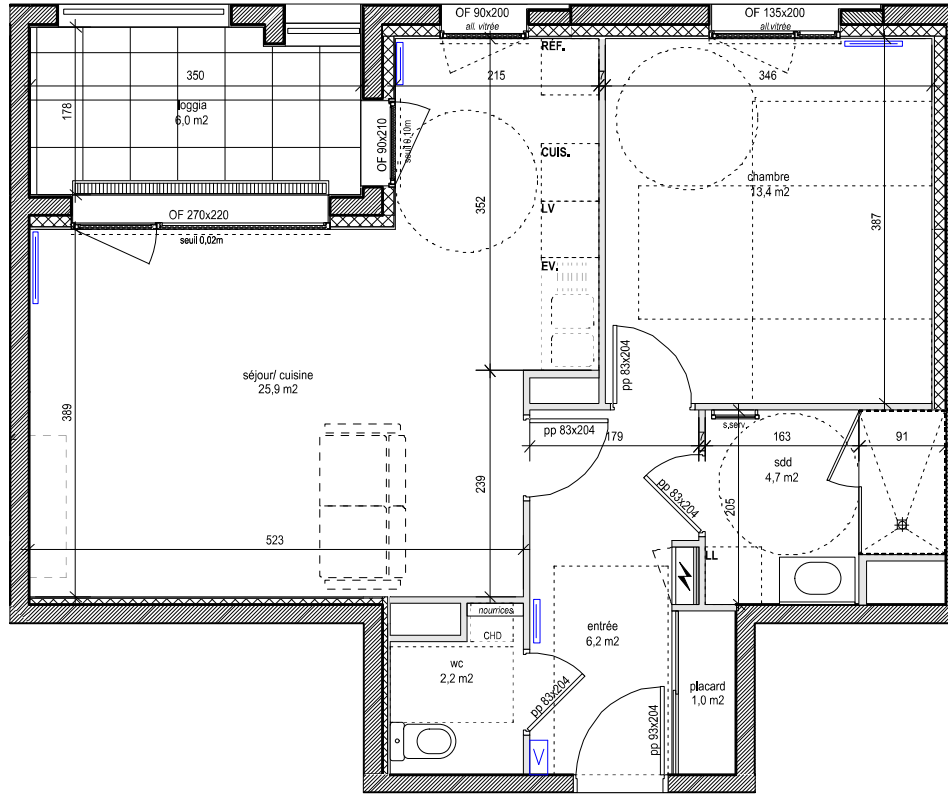 OF 90x200
all. vitrée
OF 135x200
all.vitrée
RÉF.
350
215
7
346
loggia
6,0 m2
178
OF 90x210
seuil 0,10m
CUIS.
chambre
13,4 m2
352
LV
387
OF 270x220
seuil 0,02m
EV.
séjour/ cuisine
25,9 m2
pp 83x204
389
pp 83x204
179
7
s.serv.
163
91
sdd
4,7 m2
239
pp 83x204
205
523
LL
nourrices
CHD
entrée
6,2 m2
wc
2,2 m2
pp 83x204
placard
1,0 m2
pp 93x204
V